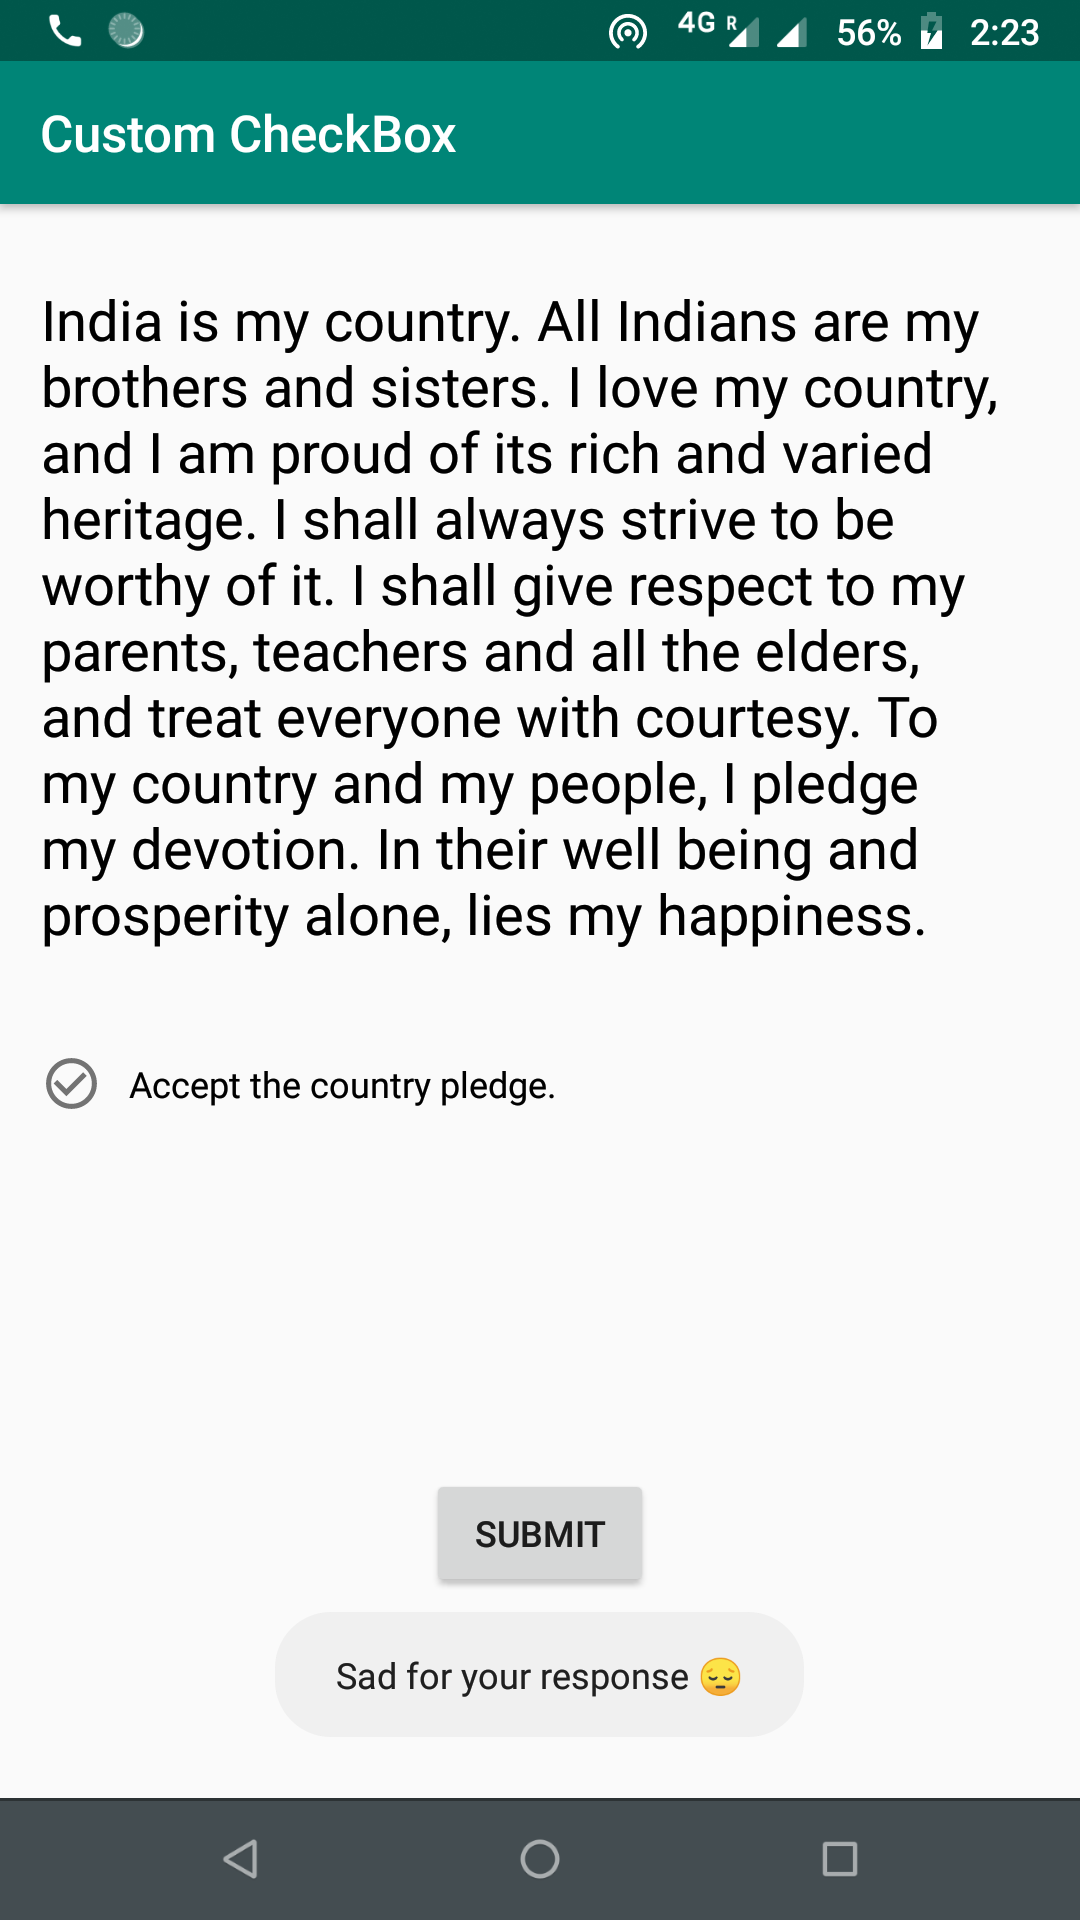 4G R 56% 2:23
Custom CheckBox
India is my country. All Indians are my
brothers and sisters. I love my country,
and I am proud of its rich and varied
heritage. I shall always strive to be
worthy of it. I shall give respect to my
parents, teachers and all the elders,
and treat everyone with courtesy. To
my country and my people, I pledge
my devotion. In their well being and
prosperity alone, lies my happiness.
Accept the country pledge.
SUBMIT
Sad for your response 😔